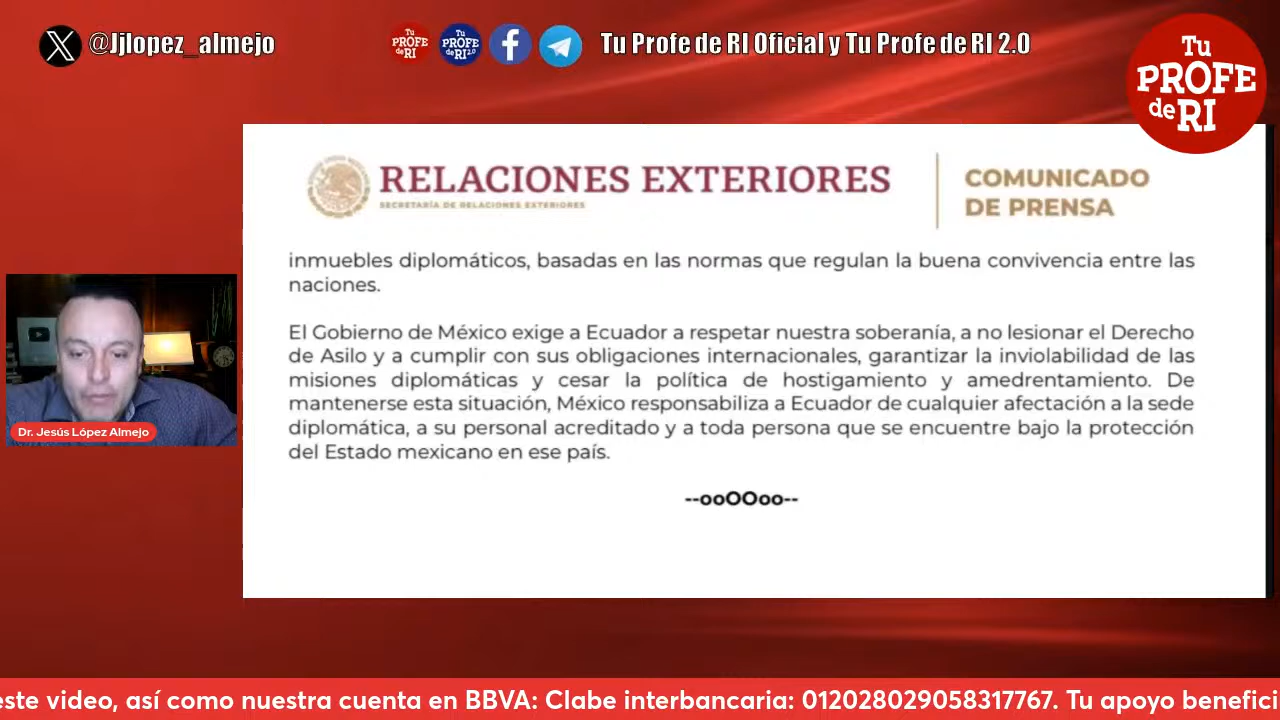 @Jjlopez_almejo
Tu
PROFE
de RI
Tu
PROFE
de RI 2.0
Tu Profe de RI Oficial y Tu Profe de RI 2.0
Tu
PROFE
de RI
RELACIONES EXTERIORES
SECRETARÍA DE RELACIONES EXTERIORES
COMUNICADO
DE PRENSA
inmuebles diplomáticos, basadas en las normas que regulan la buena convivencia entre las
naciones.
El Gobierno de México exige a Ecuador a respetar nuestra soberanía, a no lesionar el Derecho
de Asilo y a cumplir con sus obligaciones internacionales, garantizar la inviolabilidad de las
misiones diplomáticas y cesar la política de hostigamiento y amedrentamiento. De
mantenerse esta situación, México responsabiliza a Ecuador de cualquier afectación a la sede
diplomática, a su personal acreditado y a toda persona que se encuentre bajo la protección
del Estado mexicano en ese país.
--ooOOoo--
Dr. Jesús López Almejo
este video, así como nuestra cuenta en BBVA: Clabe interbancaria: 012028029058317767. Tu apoyo benefici